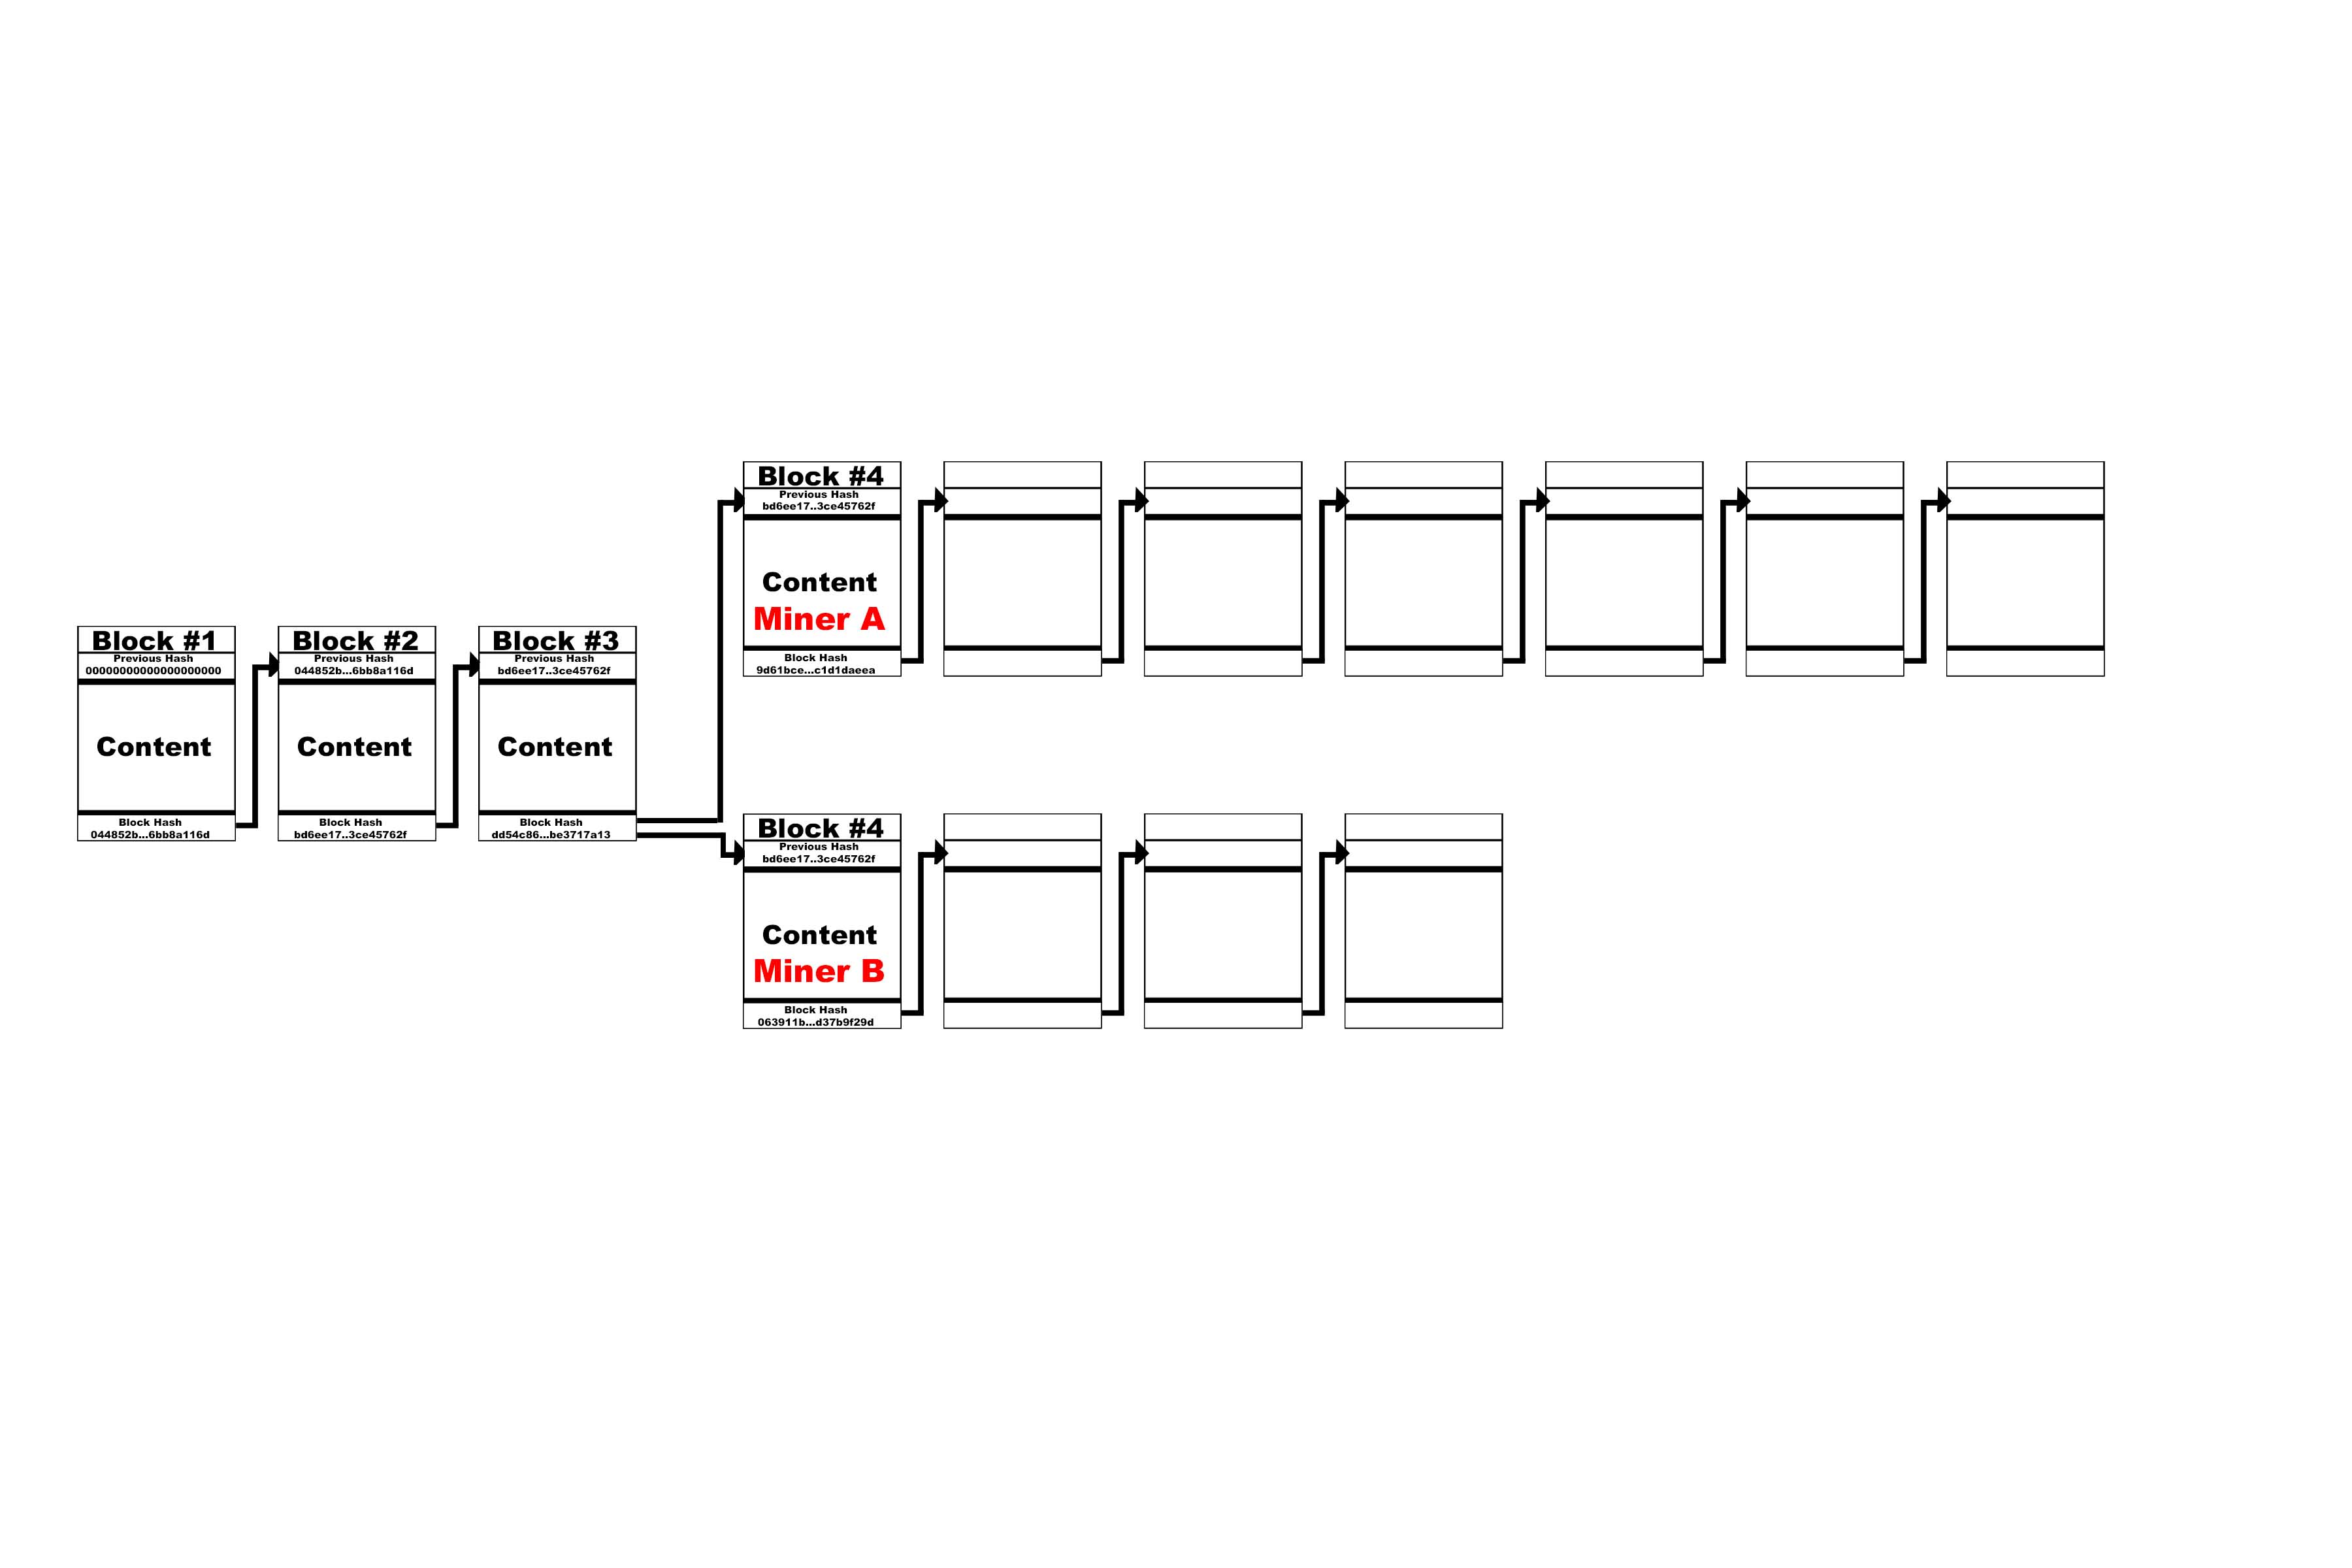 Block #1
Previous Hash
00000000000000000000
Content
Block Hash
044852b...6bb8a116d
Block #2
Previous Hash
044852b...6bb8a116d
Content
Block Hash
bd6ee17..3ce45762f
Block #3
Previous Hash
bd6ee17..3ce45762f
Content
Block Hash
dd54c86...be3717a13
Block #4
Previous Hash
bd6ee17..3ce45762f
Content
Miner A
Block Hash
9d61bce...c1d1daeea
Block #4
Previous Hash
bd6ee17..3ce45762f
Content
Miner B
Block Hash
063911b...d37b9f29d